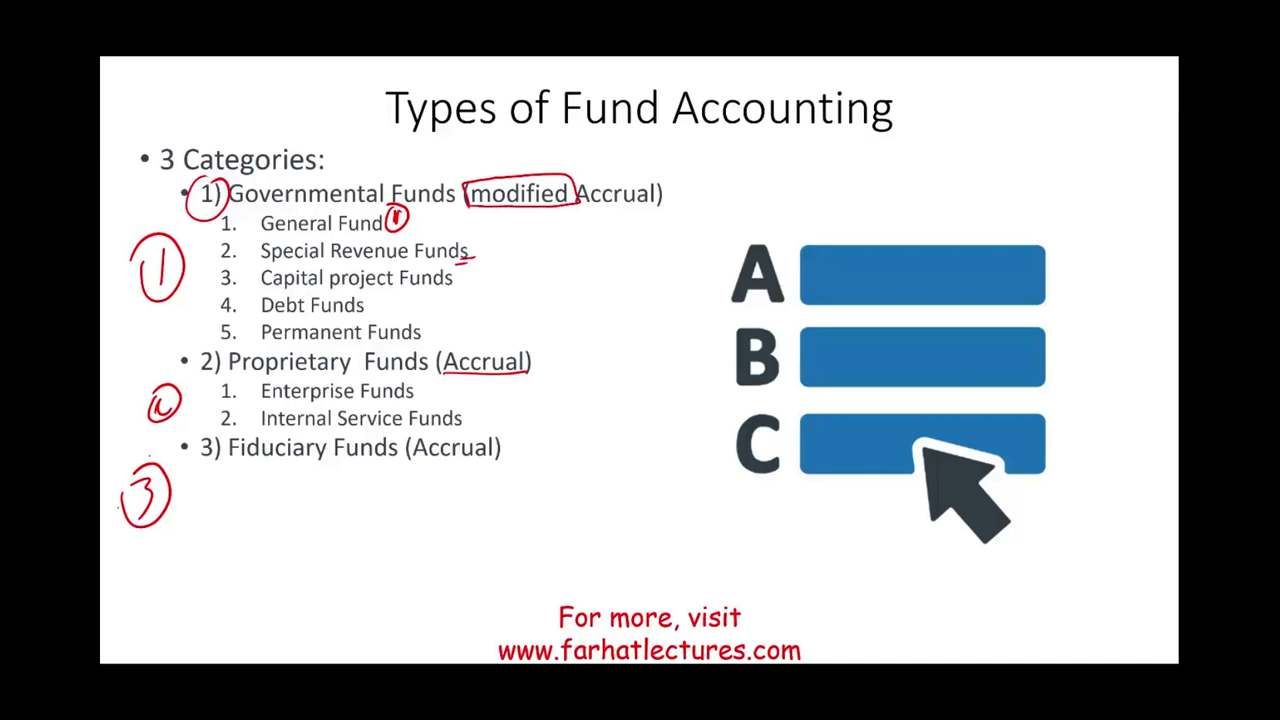 Types of Fund Accounting
• 3 Categories:
• 1) Governmental Funds (modified Accrual)
1. General Fund
2. Special Revenue Funds
3. Capital project Funds
4. Debt Funds
5. Permanent Funds
• 2) Proprietary Funds (Accrual)
1. Enterprise Funds
2. Internal Service Funds
• 3) Fiduciary Funds (Accrual)
1
3
A
B
C
For more, visit
www.farhatlectures.com